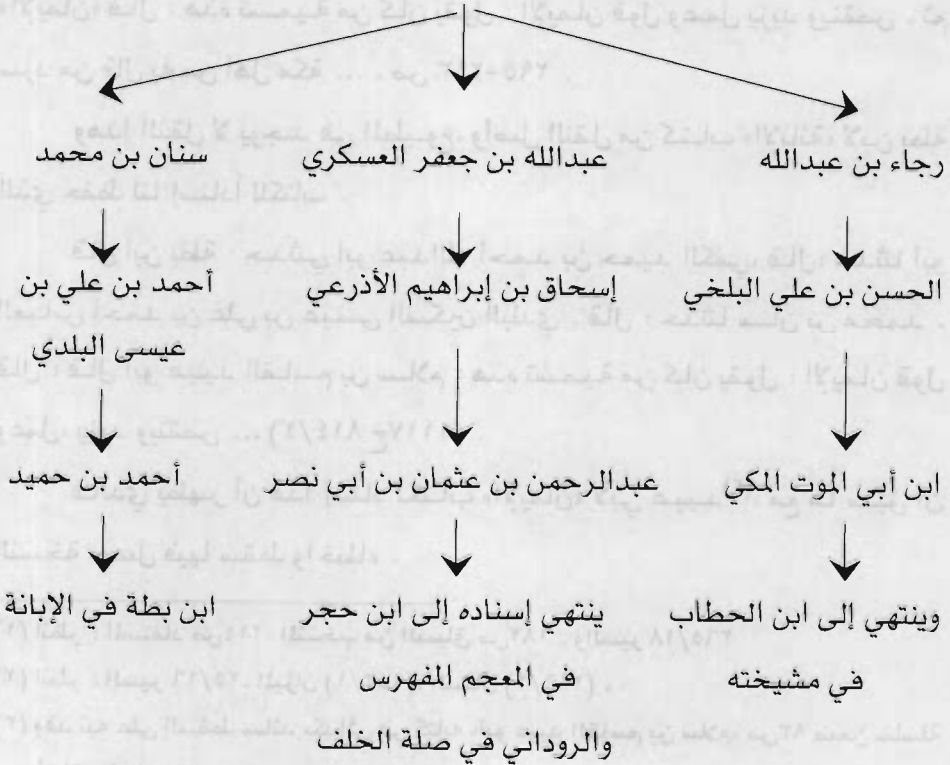 رجاء بن عبدالله
عبدالله بن جعفر العسكري
سنان بن محمد
الحسن بن علي البلخي
إسحاق بن إبراهيم الأذرعي
أحمد بن علي بن
عيسى البلدي
ابن أبي الموت المكي
عبدالرحمن بن عثمان بن أبي نصر
أحمد بن حميد
وينتهي إلى ابن الحطاب
في مشيخته
ينتهي إسناده إلى ابن حجر
في المعجم المفهرس
والروداني في صلة الخلف
ابن بطة في الإبانة